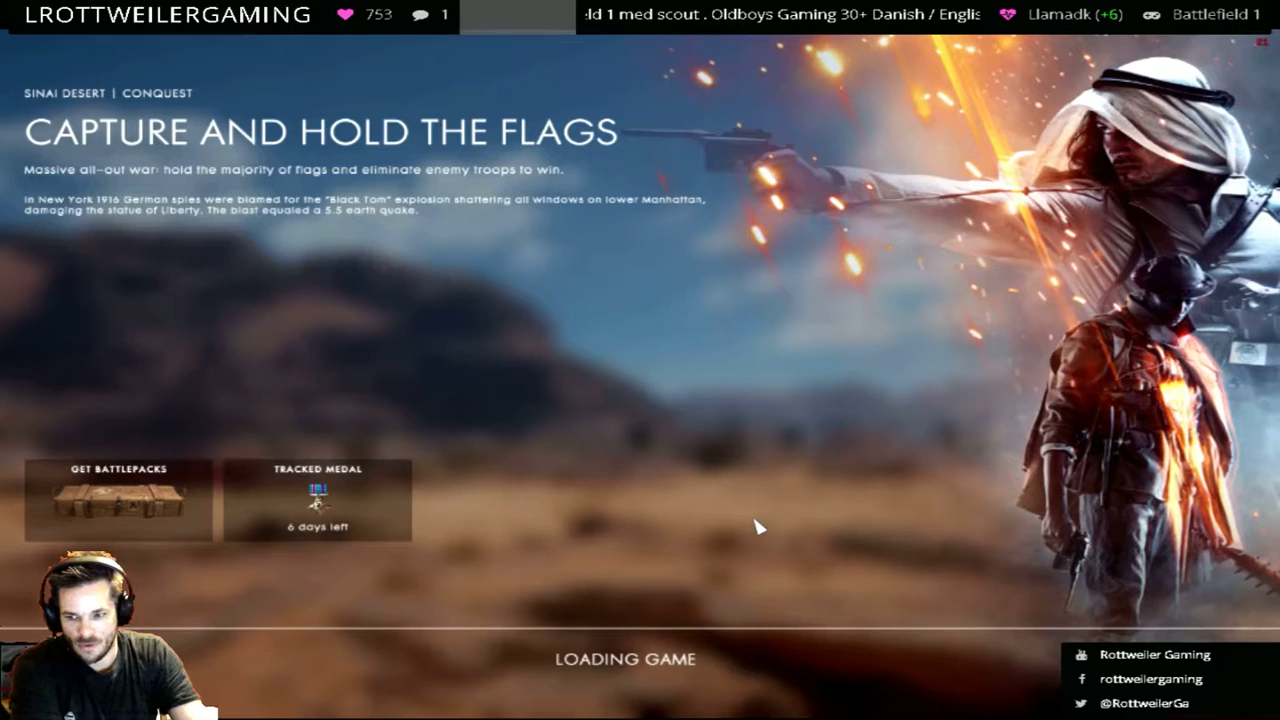 LROTTWEILERGAMING 753 1 ld 1 med scout . Oldboys Gaming 30+ Danish / Englis Llamadk (+6) Battlefield 1
21
SINAI DESERT | CONQUEST
CAPTURE AND HOLD THE FLAGS
Massive all-out war: hold the majority of flags and eliminate enemy troops to win.
In New York 1916 German spies were blamed for the "Black Tom" explosion shattering all windows on lower Manhattan,
damaging the statue of Liberty. The blast equaled a 5.5 earth quake.
GET BATTLEPACKS
TRACKED MEDAL
6 days left
LOADING GAME
Rottweiler Gaming
rottweilergaming
@RottweilerGa